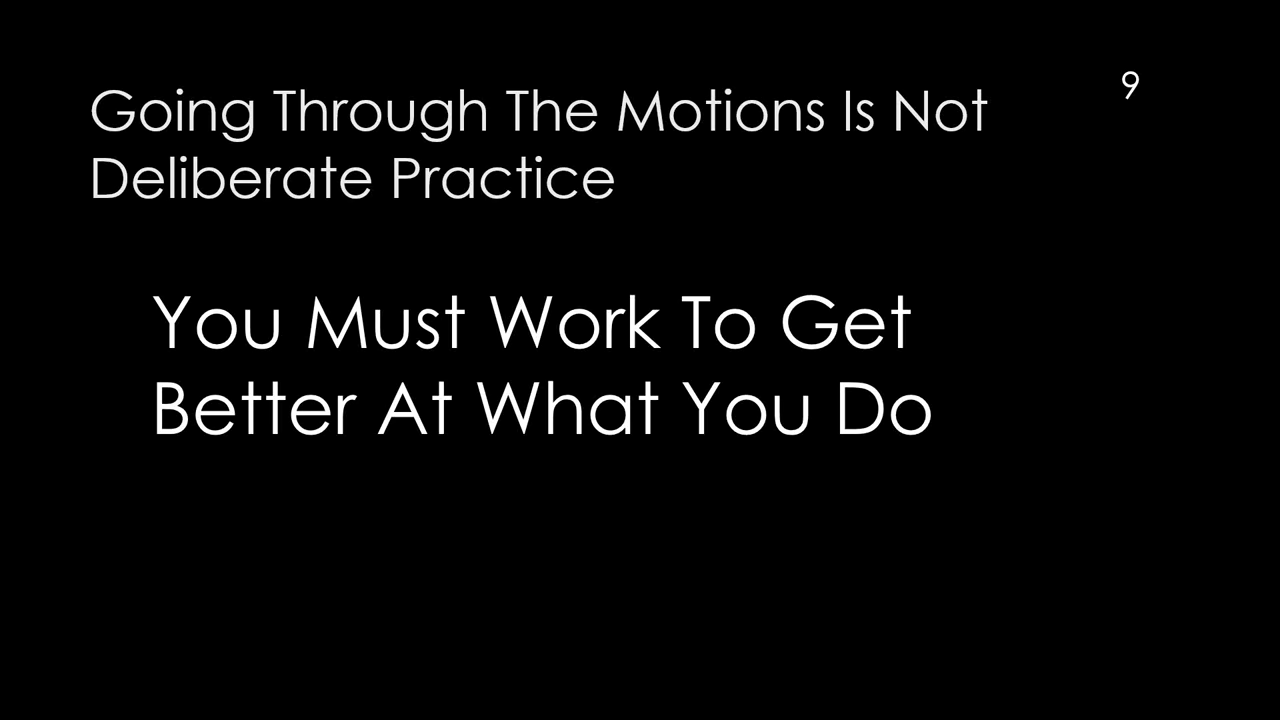 Going Through The Motions Is Not
Deliberate Practice
9
You Must Work To Get
Better At What You Do